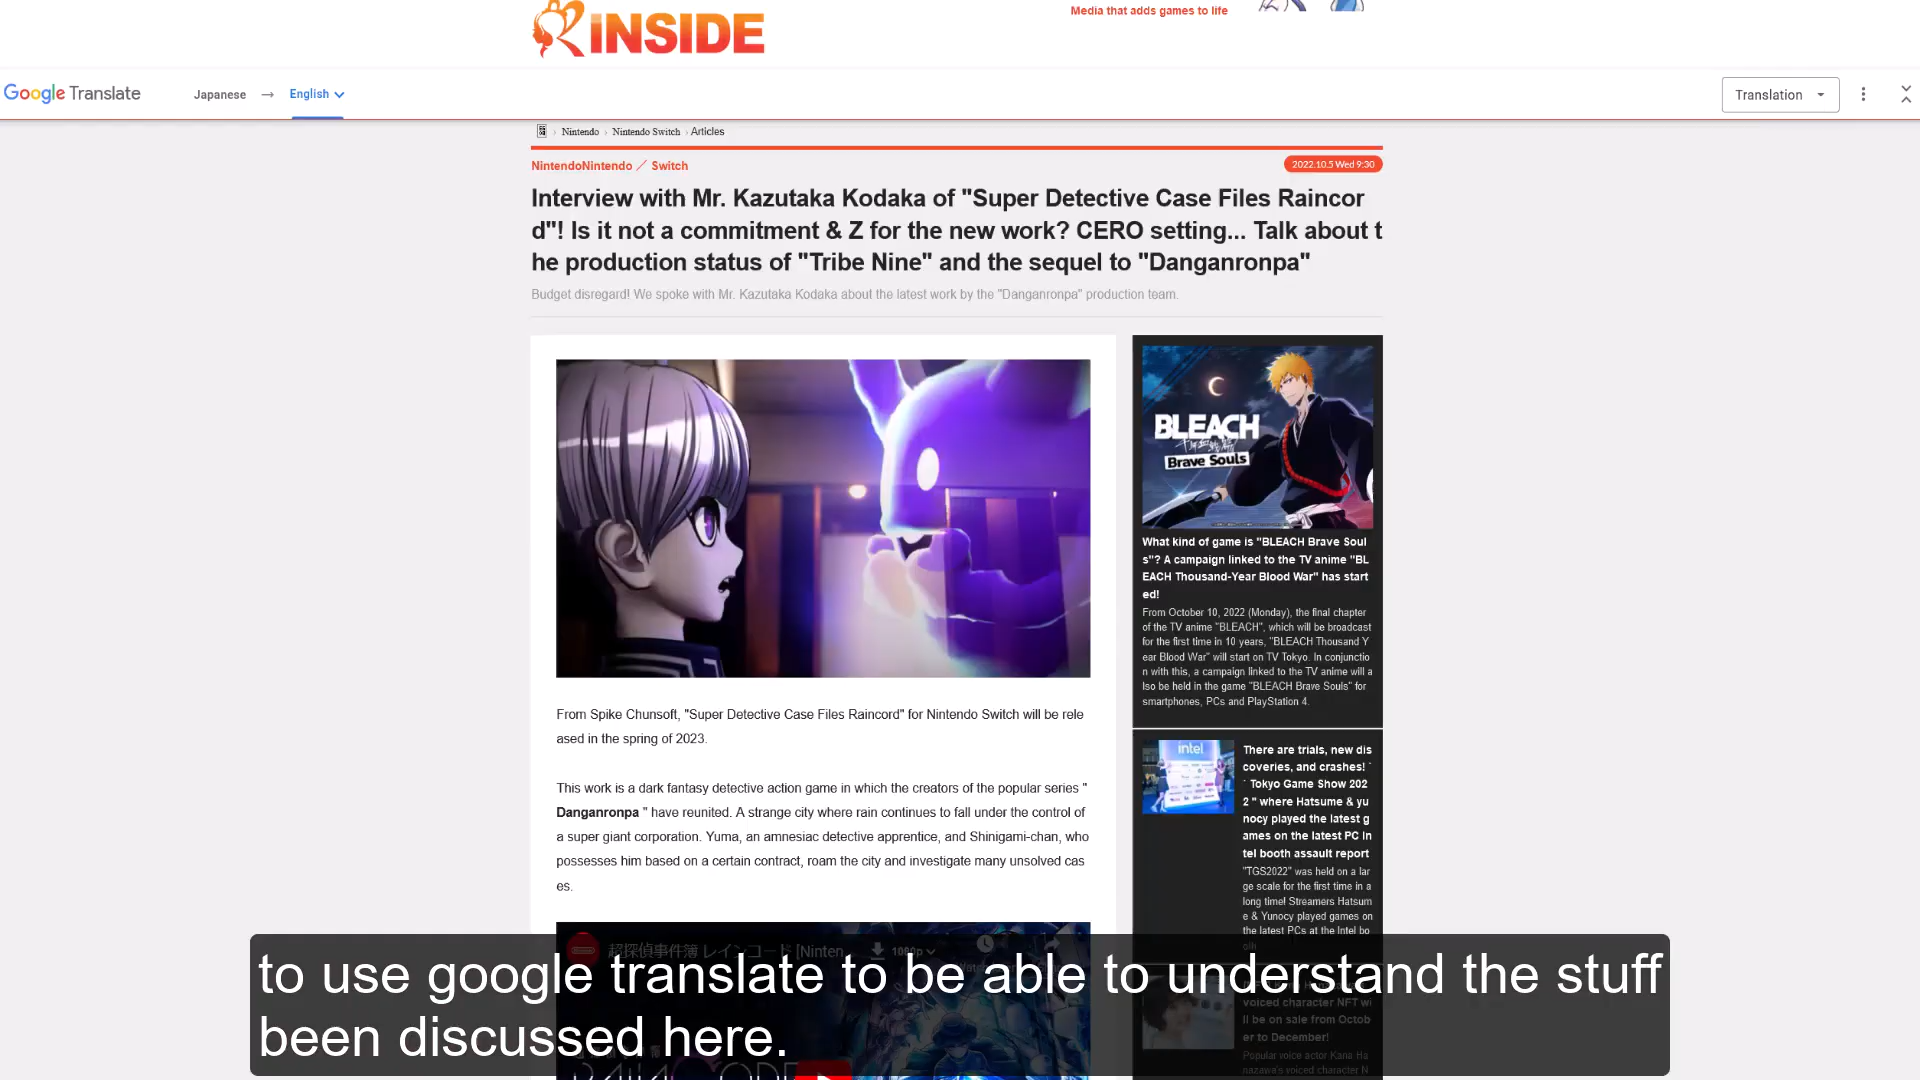 INSIDE
Media that adds games to life
Google Translate
Japanese → English
Translation
› Nintendo › Nintendo Switch › Articles
NintendoNintendo ／ Switch
2022.10.5 Wed 9:30
Interview with Mr. Kazutaka Kodaka of "Super Detective Case Files Raincor
d"! Is it not a commitment & Z for the new work? CERO setting... Talk about t
he production status of "Tribe Nine" and the sequel to "Danganronpa"
Budget disregard! We spoke with Mr. Kazutaka Kodaka about the latest work by the "Danganronpa" production team.
From Spike Chunsoft, "Super Detective Case Files Raincord" for Nintendo Switch will be rele
ased in the spring of 2023.
This work is a dark fantasy detective action game in which the creators of the popular series "
Danganronpa " have reunited. A strange city where rain continues to fall under the control of
a super giant corporation. Yuma, an amnesiac detective apprentice, and Shinigami-chan, who
possesses him based on a certain contract, roam the city and investigate many unsolved cas
es.
超探偵事件簿 レインコード [Ninten
1080p
BLEACH
Brave Souls
What kind of game is "BLEACH Brave Soul
s"? A campaign linked to the TV anime "BL
EACH Thousand-Year Blood War" has start
ed!
From October 10, 2022 (Monday), the final chapter
of the TV anime "BLEACH", which will be broadcast
for the first time in 10 years, "BLEACH Thousand Y
ear Blood War" will start on TV Tokyo. In conjunctio
n with this, a campaign linked to the TV anime will a
lso be held in the game "BLEACH Brave Souls" for
smartphones, PCs and PlayStation 4.
intel
There are trials, new dis
coveries, and crashes! `
` Tokyo Game Show 202
2 " where Hatsume & yu
nocy played the latest g
ames on the latest PC In
tel booth assault report
"TGS2022" was held on a lar
ge scale for the first time in a
long time! Streamers Hatsum
e & Yunocy played games on
the latest PCs at the Intel bo
oth
voiced character NFT wi
ll be on sale from Octob
er to December!
Popular voice actor Kana Ha
nazawa's voiced character N
to use google translate to be able to understand the stuff
been discussed here.